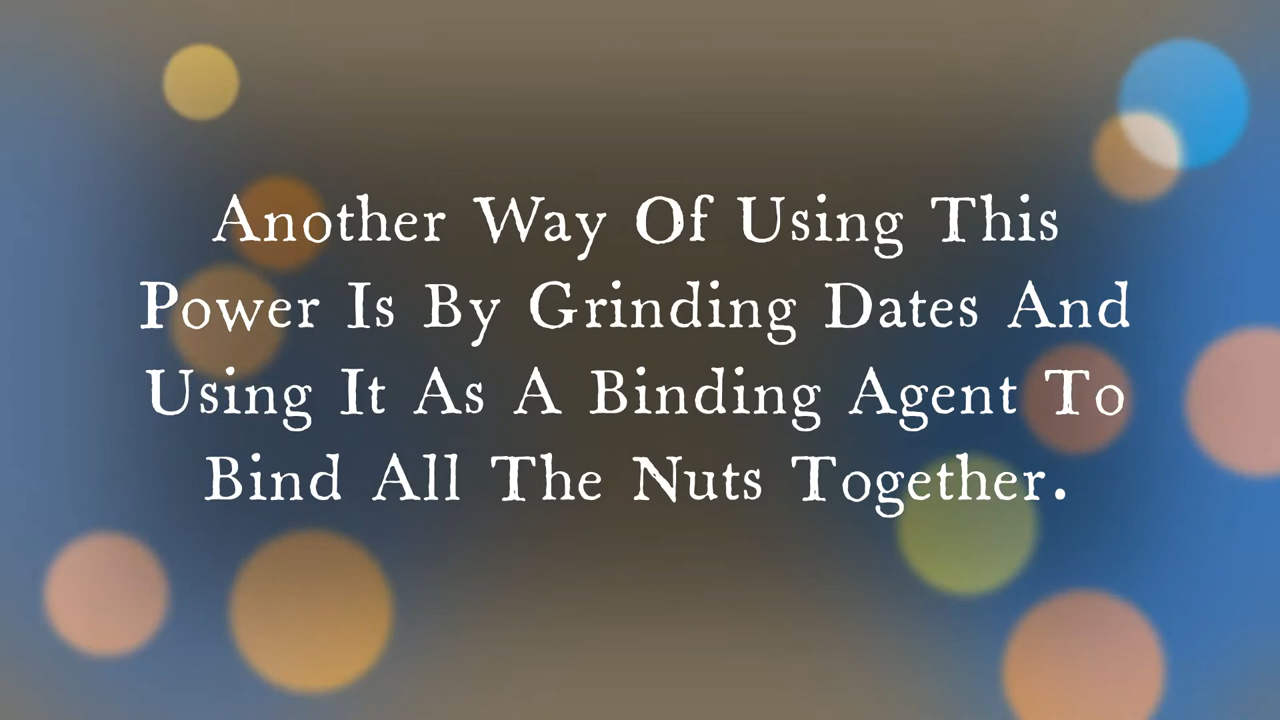 Another Way Of Using This
Power Is By Grinding Dates And
Using It As A Binding Agent To
Bind All The Nuts Together.